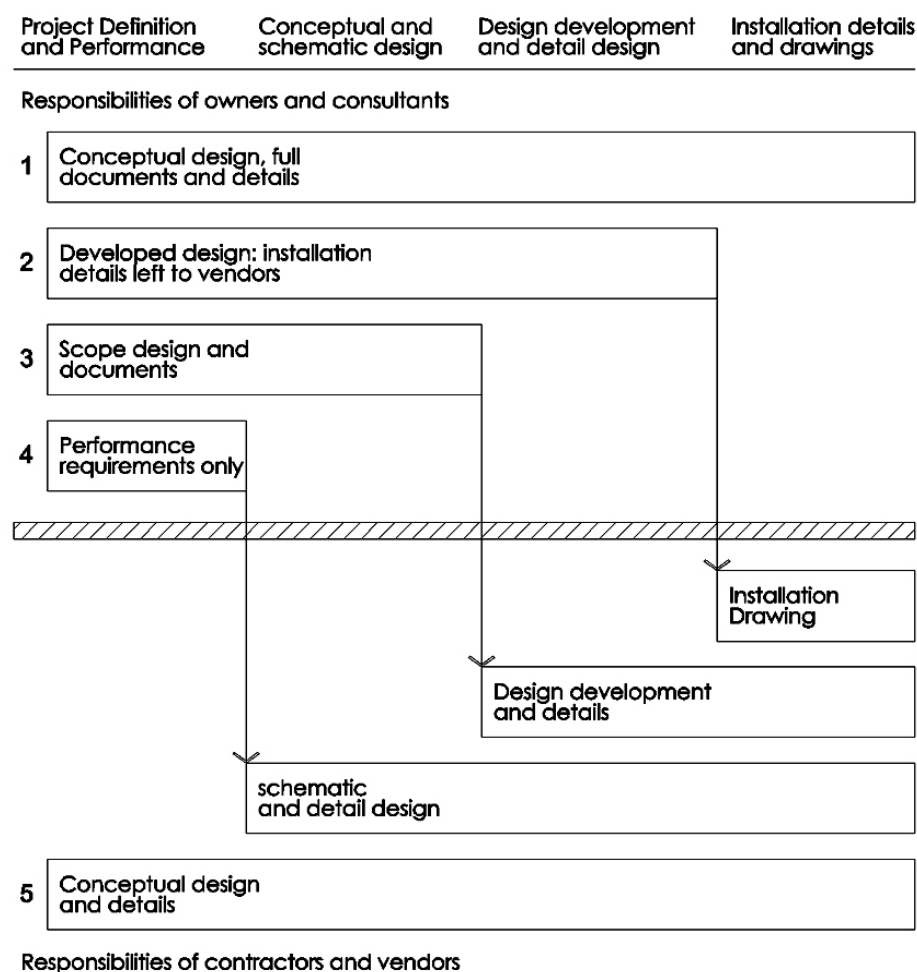 Project Definition
and Performance
Conceptual and
schematic design
Design development
and detail design
Installation details
and drawings
Responsibilities of owners and consultants
1
Conceptual design, full
documents and details
2
Developed design: installation
details left to vendors
3
Scope design and
documents
4
Performance
requirements only
Installation
Drawing
Design development
and details
schematic
and detail design
5
Conceptual design
and details
Responsibilities of contractors and vendors